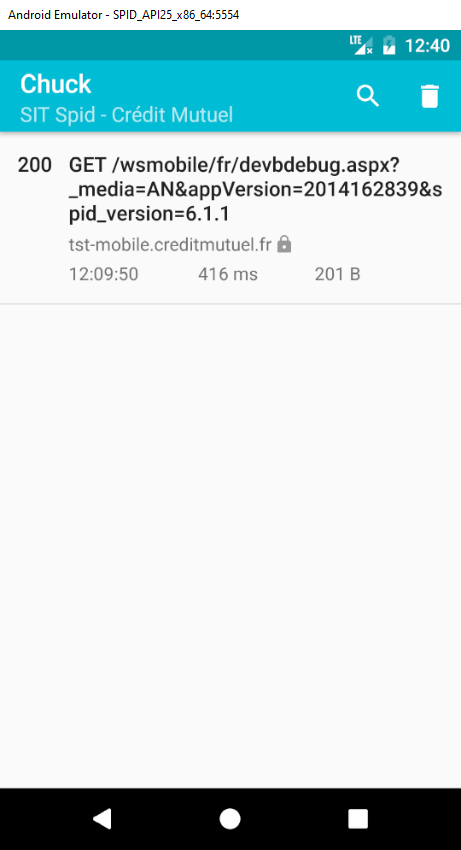 Android Emulator - SPID_API25_x86_64:5554
LTE 12:40
Chuck
SIT Spid - Crédit Mutuel
200 GET /wsmobile/fr/devbdebug.aspx?
_media=AN&appVersion=2014162839&s
pid_version=6.1.1
tst-mobile.creditmutuel.fr
12:09:50 416 ms 201 B